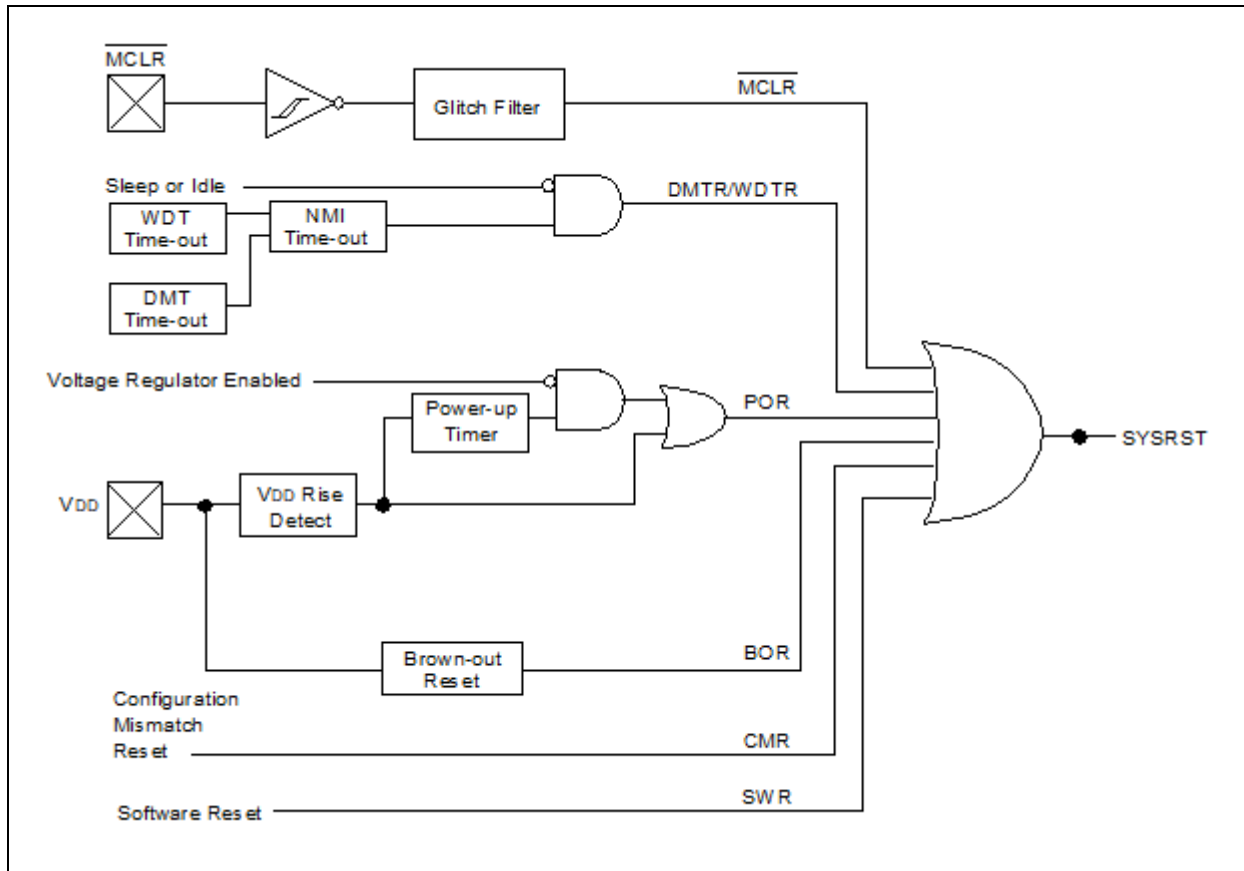 MCLR
Glitch Filter
MCLR
Sleep or Idle
DMTR/WDTR
WDT
Time-out
NMI
Time-out
DMT
Time-out
Voltage Regulator Enabled
Power-up
Timer
POR
SYSRST
VDD
VDD Rise
Detect
Brown-out
Reset
BOR
Configuration
Mismatch
Reset
CMR
SWR
Software Reset